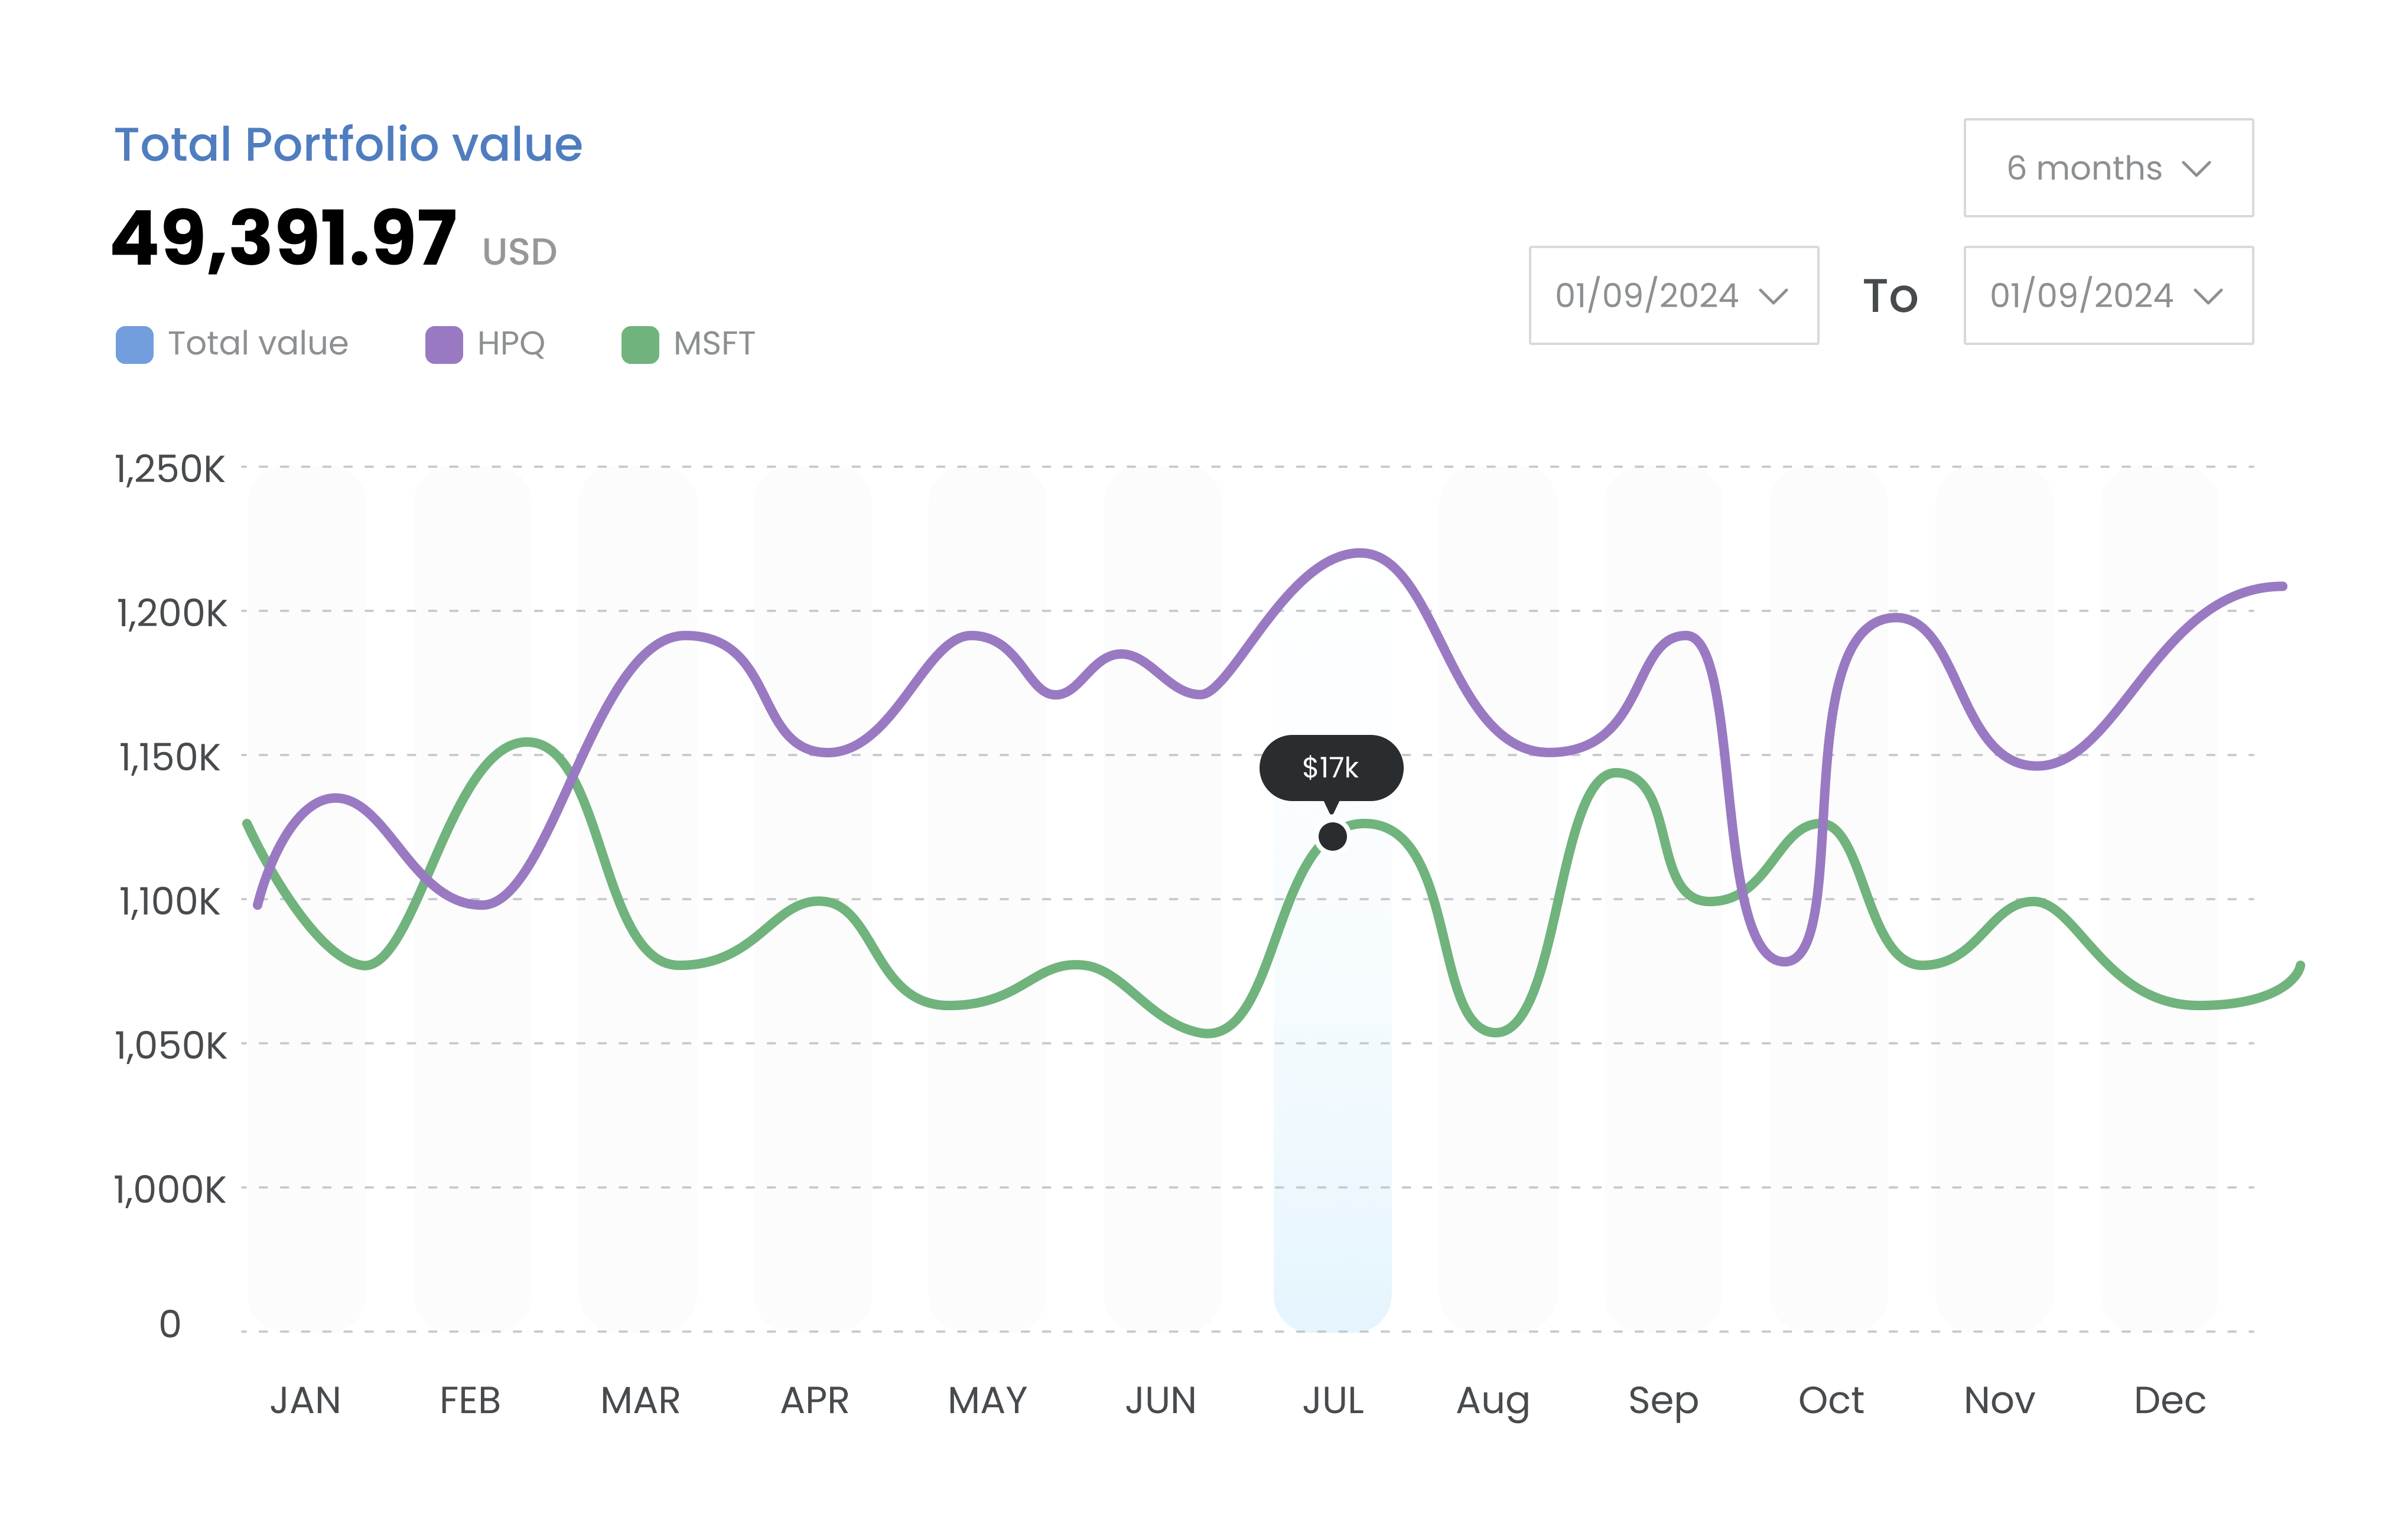 Total Portfolio value
49,391.97 USD
6 months
01/09/2024 To 01/09/2024
Total value HPQ MSFT
1,250K
1,200K
1,150K
$17k
1,100K
1,050K
1,000K
0
JAN FEB MAR APR MAY JUN JUL Aug Sep Oct Nov Dec